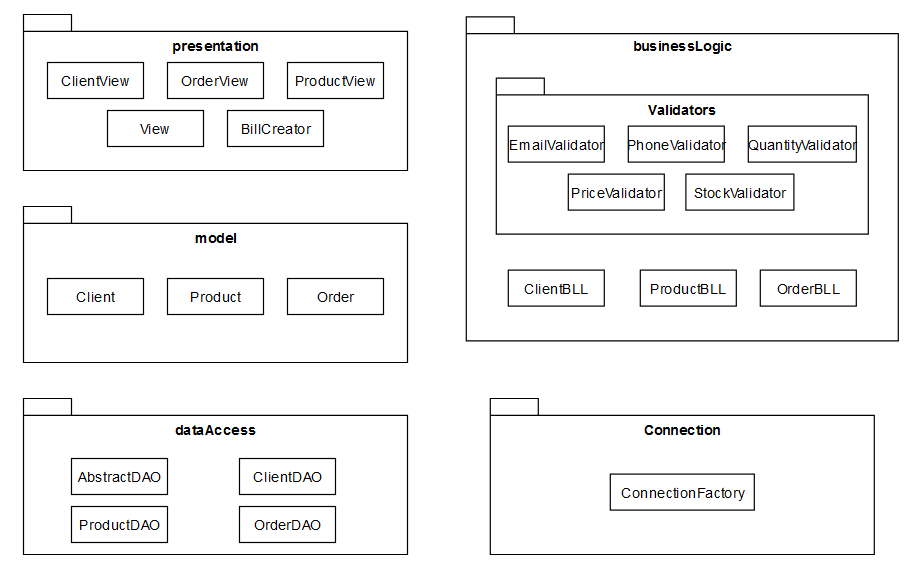 presentation
ClientView
OrderView
ProductView
View
BillCreator
businessLogic
Validators
EmailValidator
PhoneValidator
QuantityValidator
PriceValidator
StockValidator
ClientBLL
ProductBLL
OrderBLL
model
Client
Product
Order
dataAccess
AbstractDAO
ClientDAO
ProductDAO
OrderDAO
Connection
ConnectionFactory